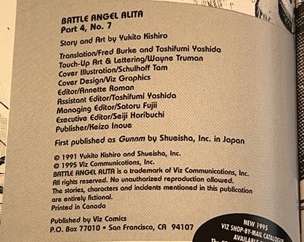 BATTLE ANGEL ALITA
Part 4, No. 7
Story and Art by Yukito Kishiro
Translation/Fred Burke and Toshifumi Yoshida
Touch-Up Art & Lettering/Wayne Truman
Cover Illustration/Schulhoff Tam
Cover Design/Viz Graphics
Editor/Annette Roman
Assistant Editor/Toshifumi Yoshida
Managing Editor/Satoru Fujii
Executive Editor/Seiji Horibuchi
Publisher/Keizo Inoue
First published as Gunnm by Shueisha, Inc. in Japan
© 1991 Yukito Kishiro and
© Shueisha, Inc.
© 1995 Viz Communications, Inc.
BATTLE ANGEL ALITA is a trademark of Viz Communications, Inc.
All rights reserved. No unauthorized reproduction allowed.
The stories, characters and incidents mentioned in this publication
are entirely fictional.
Printed in Canada
Published by Viz Comics
P.O. Box 77010 • San Francisco, CA 94107
NEW 1995
VIZ SHOP-BY-MAIL CATALOG